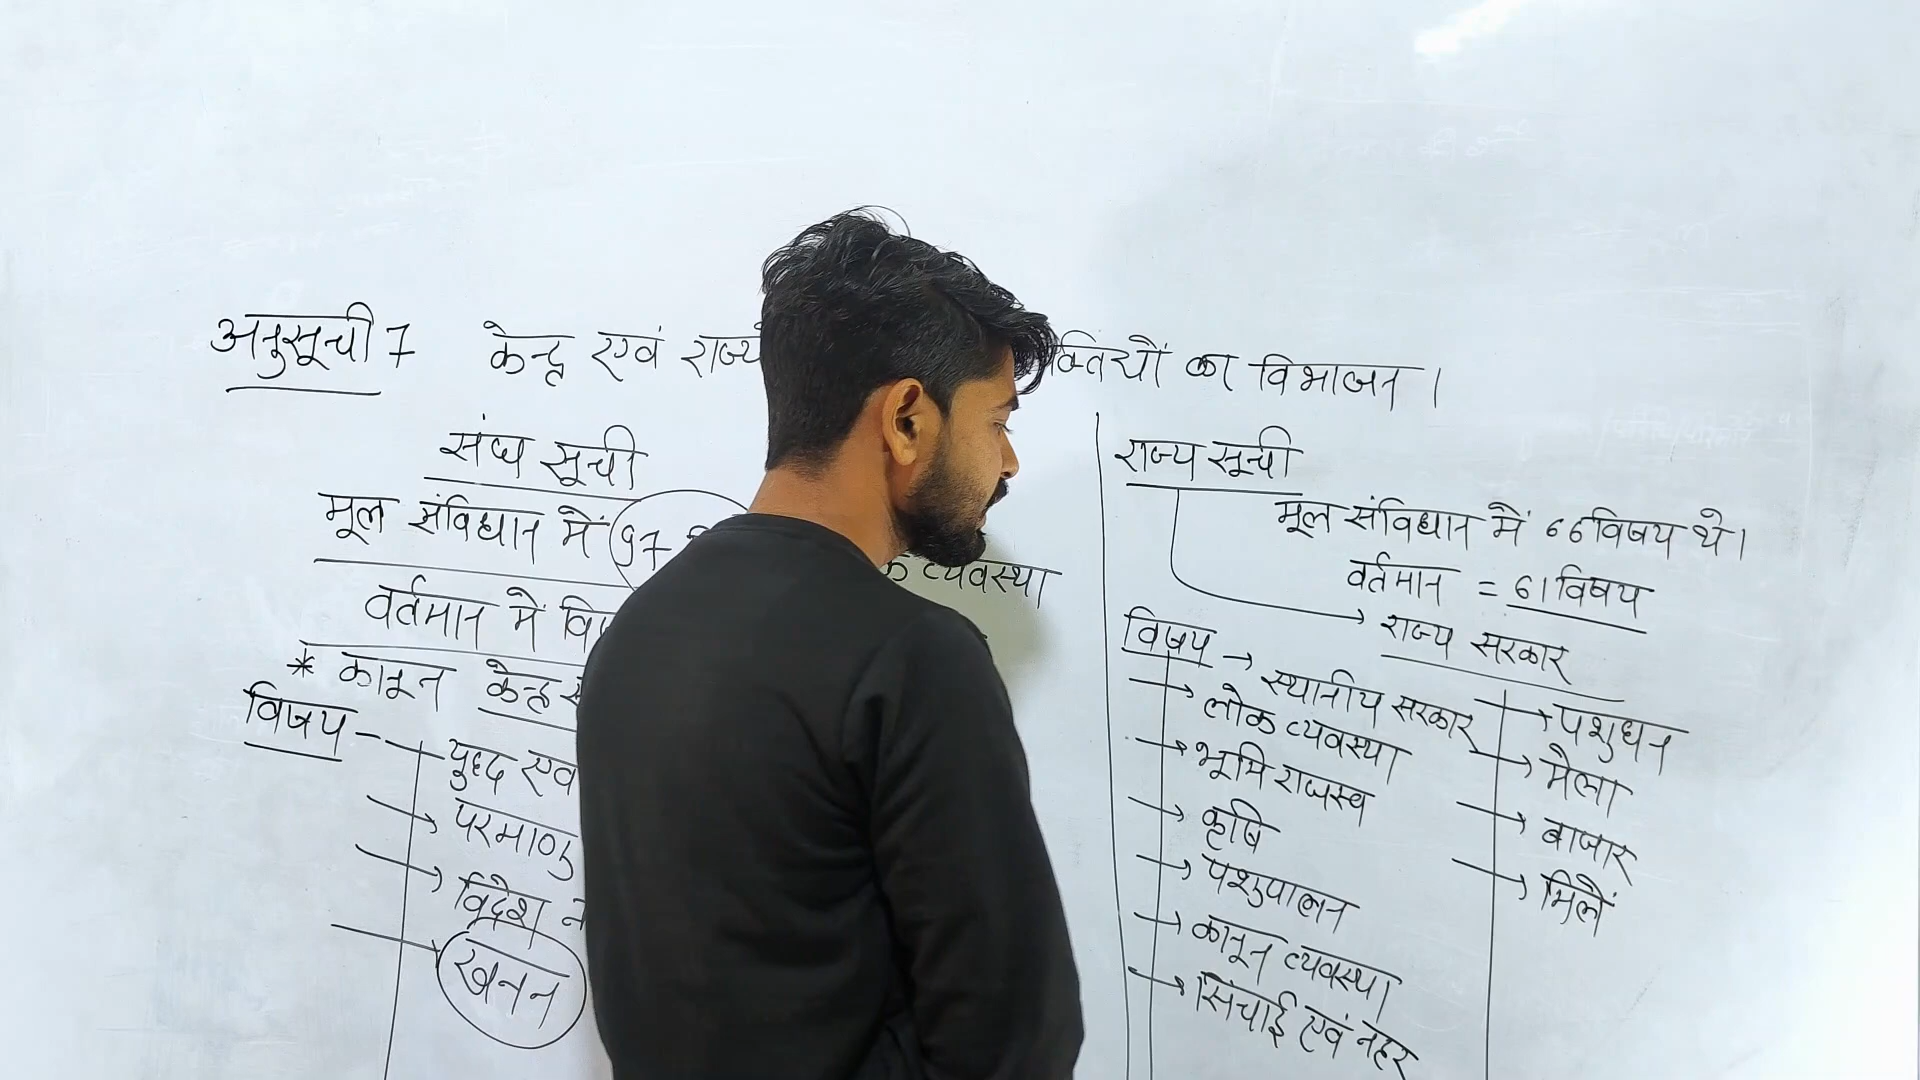 अनुसूची 7 केन्द्र एवं राज्य का विभाजन।
संघ सूची
मूल संविधान में 97
व्यवस्था
वर्तमान में
* कानून केन्द्र
विषय - युद्ध एवं
→ परमाणु
→ विदेश
→ खनन
राज्य सूची
मूल संविधान में 66 विषय थे।
वर्तमान = 61 विषय
→ राज्य सरकार
विषय → स्थानीय सरकार
→ लोक व्यवस्था
→ भूमि राजस्व
→ कृषि
→ पशुपालन
→ कानून व्यवस्था
→ सिंचाई एवं नहर
→ पशुधन
→ मेला
→ बाजार
→ मिलें